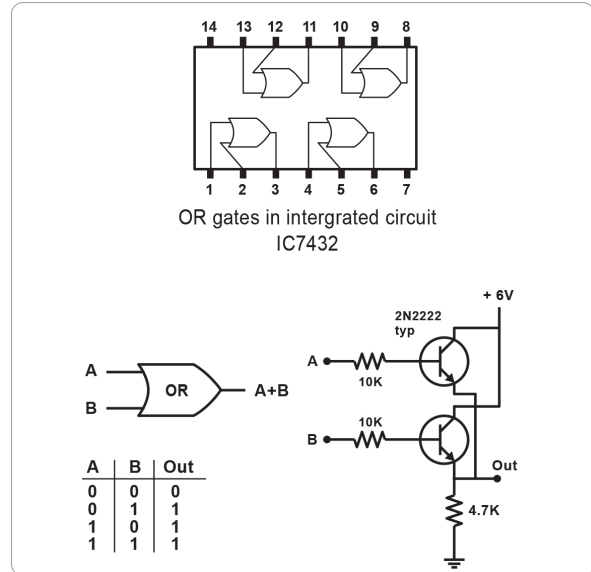 14 13 12 11 10 9 8
1 2 3 4 5 6 7
OR gates in intergrated circuit
IC7432
+ 6V
2N2222
typ
A
10K
A
B
OR
A+B
10K
B
Out
4.7K
A B Out
0 0 0
0 1 1
1 0 1
1 1 1